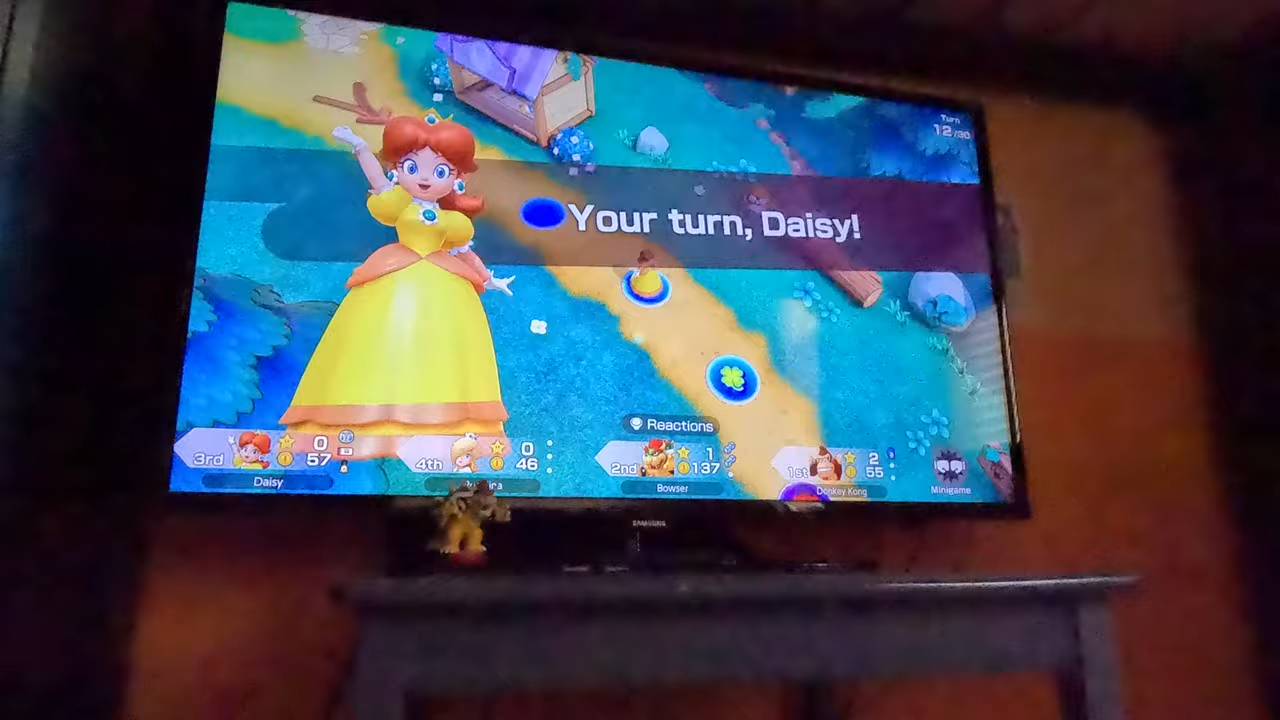 Turn
12/30
Your turn, Daisy!
Reactions
3rd 0 57
Daisy
4th 0 46
2nd 1 137
Bowser
1st 2 55
Donkey Kong
Minigame
SAMSUNG